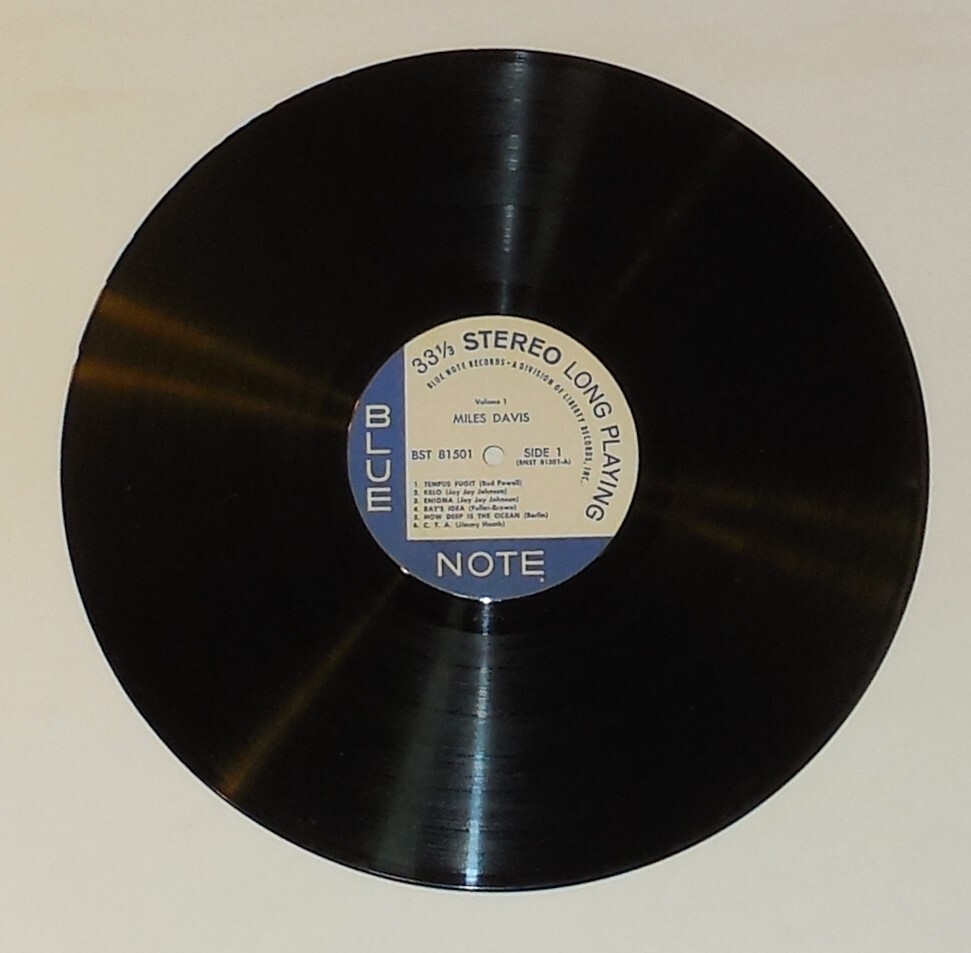 33⅓ STEREO LONG PLAYING
BLUE NOTE RECORDS • A DIVISION OF LIBERTY RECORDS, INC.
Volume 1
MILES DAVIS
BST 81501
SIDE 1
(BNST 81501-A)
1. TEMPUS FUGIT (Bud Powell)
2. KELO (Jay Jay Johnson)
3. ENIGMA (Jay Jay Johnson)
4. RAY'S IDEA (Fuller-Brown)
5. HOW DEEP IS THE OCEAN (Berlin)
6. C. T. A. (Jimmy Heath)
BLUE
NOTE